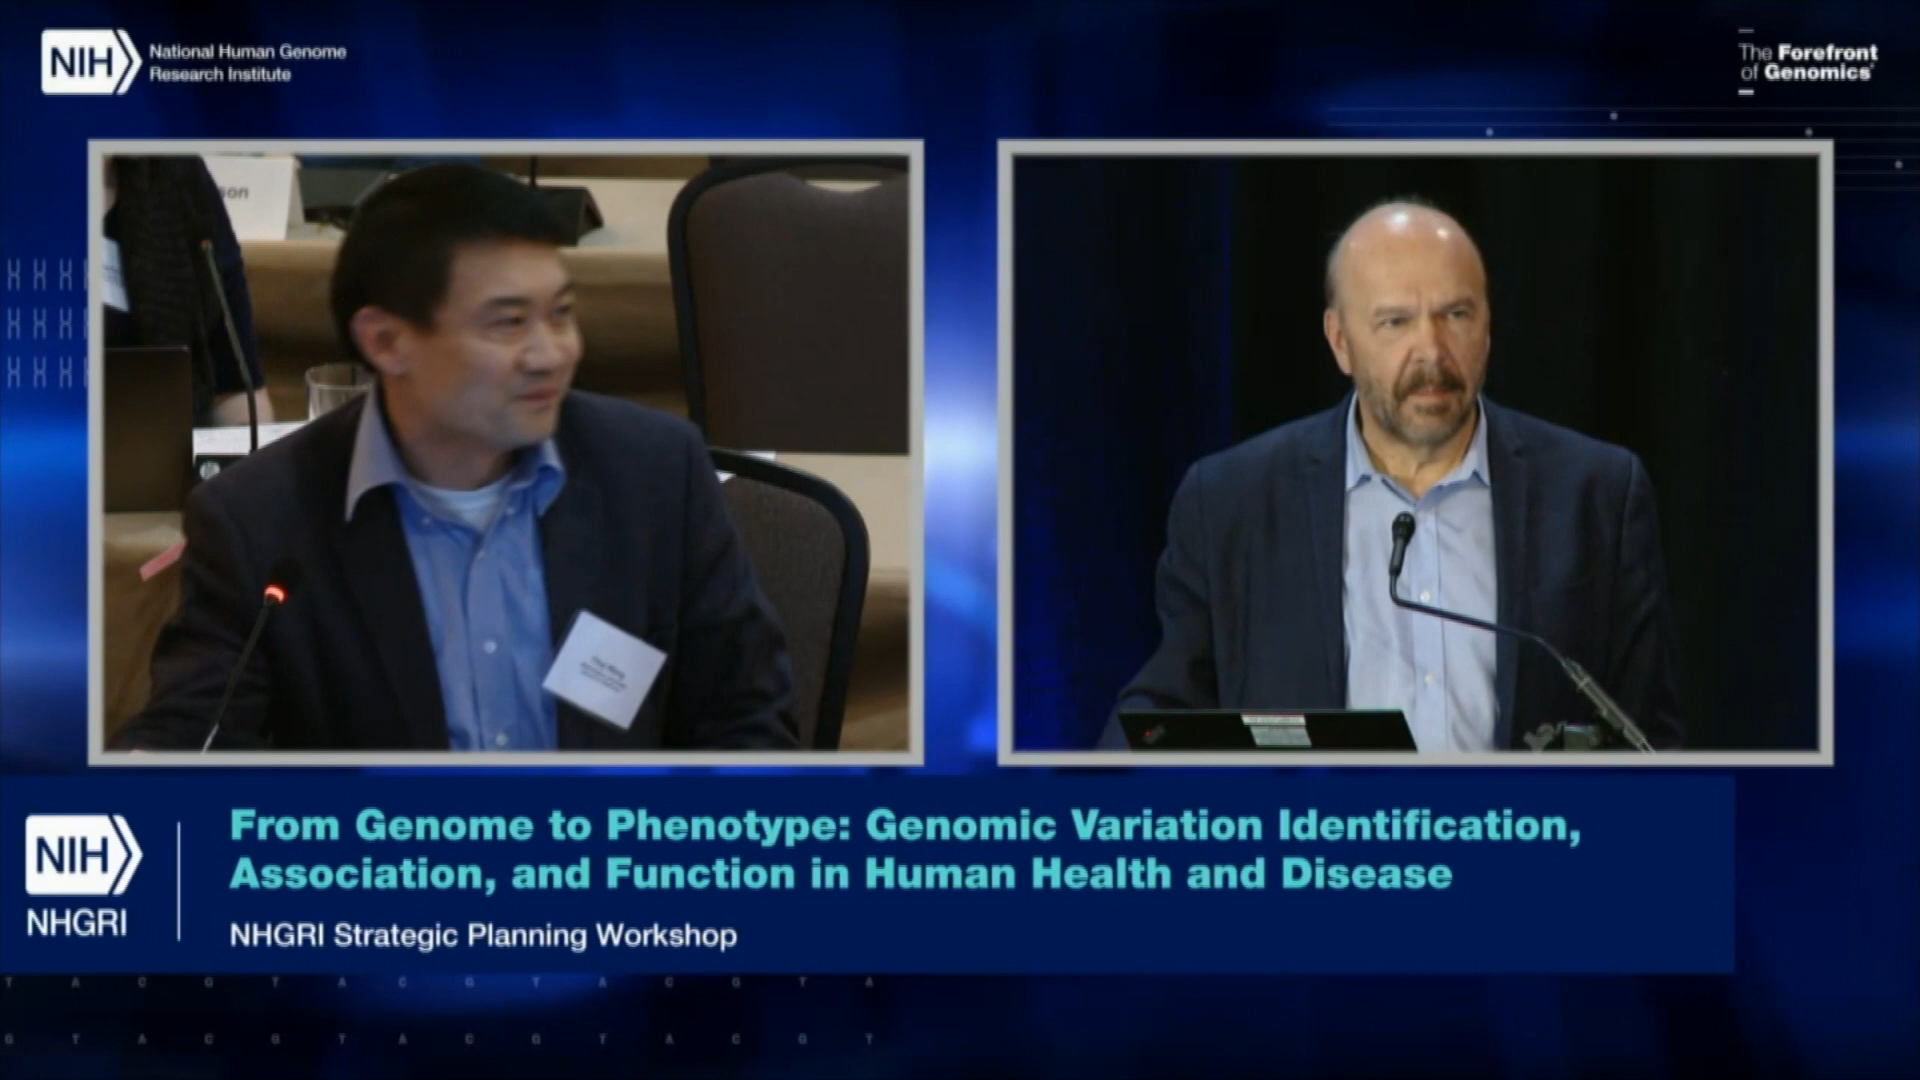 NIH
National Human Genome
Research Institute
The Forefront
of Genomics
son
From Genome to Phenotype: Genomic Variation Identification,
Association, and Function in Human Health and Disease
NHGRI Strategic Planning Workshop
NIH
NHGRI
T A C G T A C G T A C G T A
G T A C G T A C G T A C G T